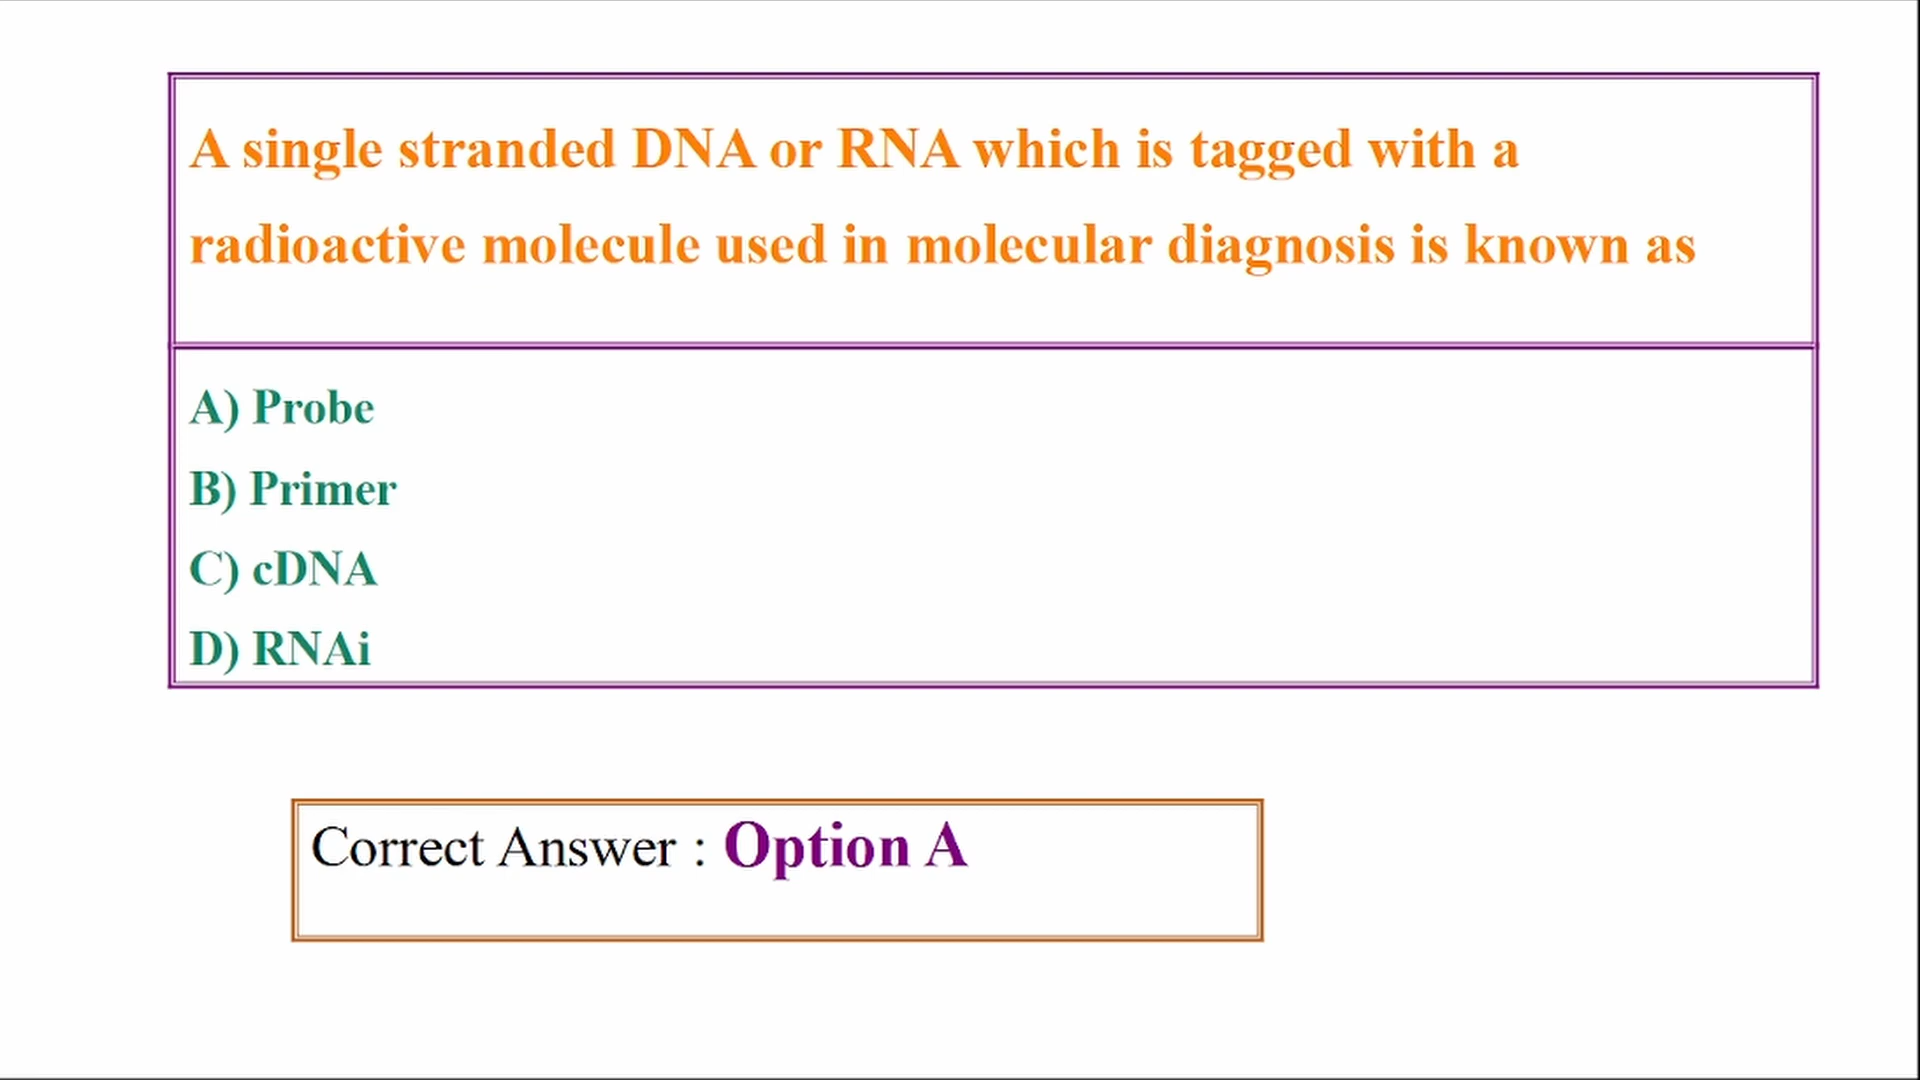 A single stranded DNA or RNA which is tagged with a
radioactive molecule used in molecular diagnosis is known as
A) Probe
B) Primer
C) cDNA
D) RNAi
Correct Answer : Option A